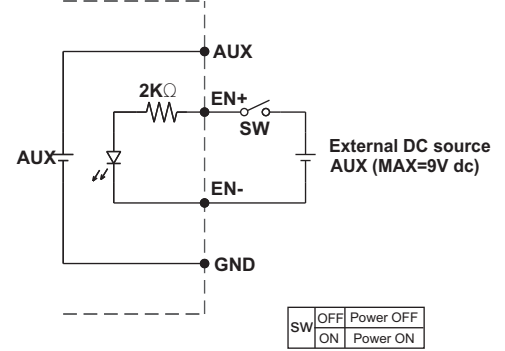 AUX
2KΩ
EN+
SW
AUX
External DC source
AUX (MAX=9V dc)
EN-
GND
SW
OFF Power OFF
ON Power ON